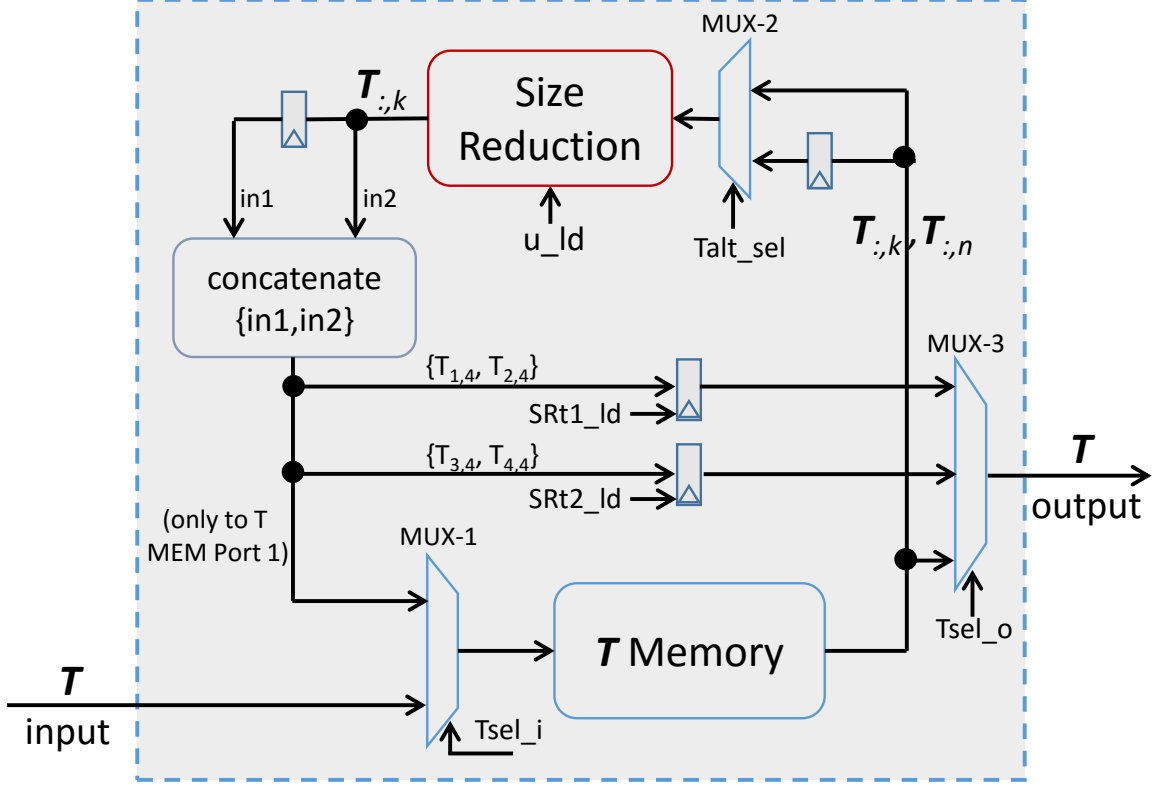 MUX-2
T:,k
Size
Reduction
in1
in2
u_ld
Talt_sel
T:,k ,T:,n
concatenate
{in1,in2}
MUX-3
{T1,4, T2,4}
SRt1_ld
{T3,4, T4,4}
SRt2_ld
T
output
(only to T
MEM Port 1)
MUX-1
T Memory
Tsel_o
T
input
Tsel_i